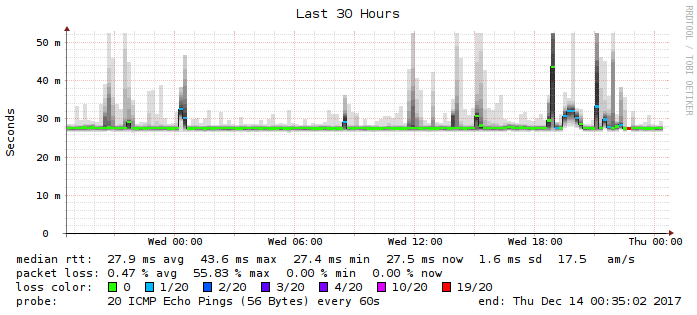 Last 30 Hours
RRDTOOL / TOBI OETIKER
Seconds
50 m
40 m
30 m
20 m
10 m
0
Wed 00:00 Wed 06:00 Wed 12:00 Wed 18:00 Thu 00:00
median rtt: 27.9 ms avg 43.6 ms max 27.4 ms min 27.5 ms now 1.6 ms sd 17.5 am/s
packet loss: 0.47 % avg 55.83 % max 0.00 % min 0.00 % now
loss color: 0 1/20 2/20 3/20 4/20 10/20 19/20
probe: 20 ICMP Echo Pings (56 Bytes) every 60s end: Thu Dec 14 00:35:02 2017